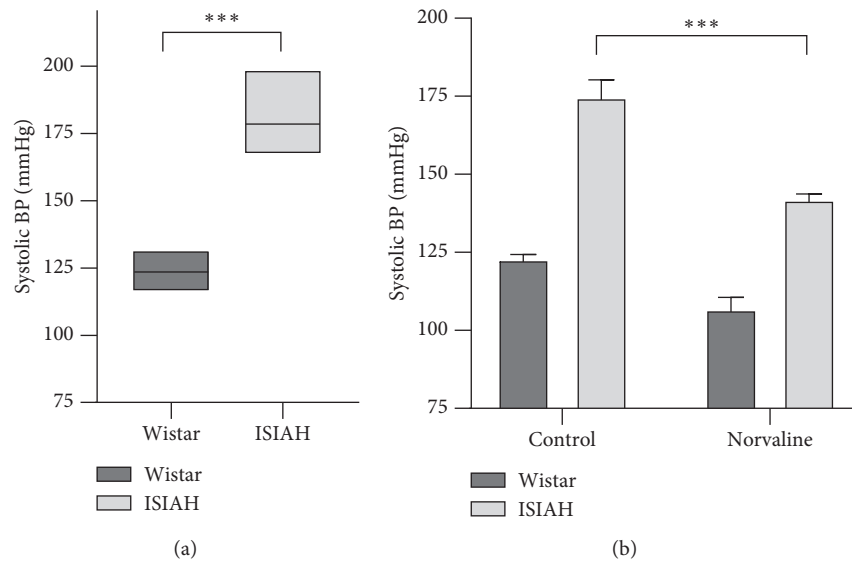 ***
200
175
150
125
100
75
Systolic BP (mmHg)
Wistar
ISIAH
Wistar
ISIAH
(a)
***
200
175
150
125
100
75
Systolic BP (mmHg)
Control
Norvaline
Wistar
ISIAH
(b)